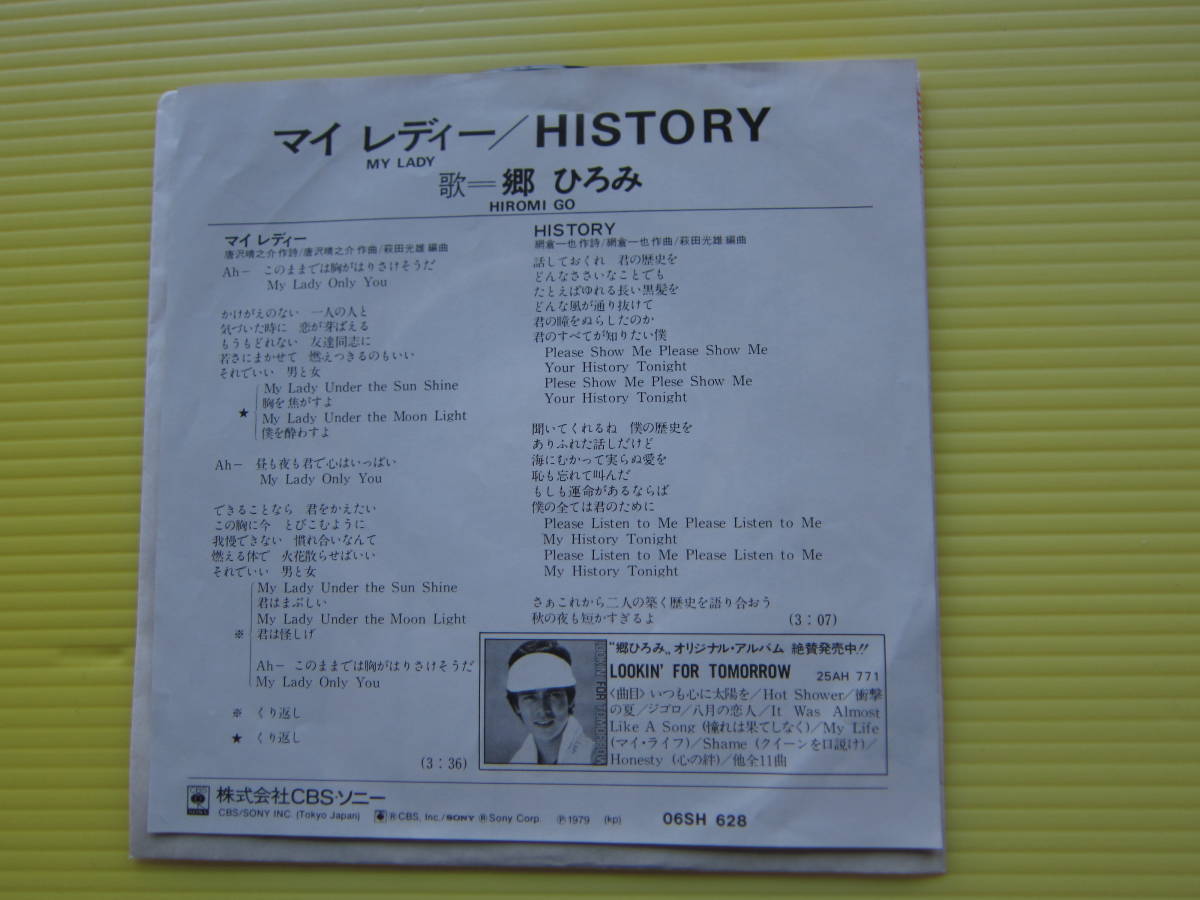 マイ レディー/HISTORY
MY LADY
歌=郷 ひろみ
HIROMI GO
マイ レディー
唐沢晴之介 作詩/唐沢晴之介 作曲/萩田光雄 編曲
Ah− このままでは胸がはりさけそうだ
My Lady Only You
かけがえのない 一人の人と
気づいた時に 恋が芽ばえる
もうもどれない 友達同志に
若さにまかせて 燃えつきるのもいい
それでいい 男と女
My Lady Under the Sun Shine
胸を焦がすよ
★
My Lady Under the Moon Light
僕を酔わすよ
Ah− 昼も夜も君で心はいっぱい
My Lady Only You
できることなら 君をかえたい
この胸に今 とびこむように
我慢できない 慣れ合いなんて
燃える体で 火花散らせばいい
それでいい 男と女
My Lady Under the Sun Shine
君はまぶしい
My Lady Under the Moon Light
※ 君は怪しげ
Ah− このままでは胸がはりさけそうだ
My Lady Only You
※ くり返し
★ くり返し
(3:36)
HISTORY
網倉一也 作詩/網倉一也 作曲/萩田光雄 編曲
話しておくれ 君の歴史を
どんなささいなことでも
たとえばゆれる長い黒髪を
どんな風が通り抜けて
君の瞳をぬらしたのか
君のすべてが知りたい僕
Please Show Me Please Show Me
Your History Tonight
Plese Show Me Plese Show Me
Your History Tonight
聞いてくれるね 僕の歴史を
ありふれた話しだけど
海にむかって実らぬ愛を
恥も忘れて叫んだ
もしも運命があるならば
僕の全ては君のために
Please Listen to Me Please Listen to Me
My History Tonight
Please Listen to Me Please Listen to Me
My History Tonight
さぁこれから二人の築く歴史を語り合おう
秋の夜も短かすぎるよ
(3:07)
LOOKIN' FOR TOMORROW
"郷ひろみ„ オリジナル・アルバム 絶賛発売中!!
LOOKIN' FOR TOMORROW 25AH 771
〈曲目〉いつも心に太陽を/Hot Shower/衝撃
の夏/ジゴロ/八月の恋人/It Was Almost
Like A Song (憧れは果てしなく)/My Life
(マイ・ライフ)/Shame (クイーンを口説け)/
Honesty (心の絆)/他全11曲
CBS SONY 株式会社CBS・ソニー
CBS/SONY INC. (Tokyo Japan) ® CBS, Inc./SONY ® Sony Corp. ℗1979 (kp) 06SH 628